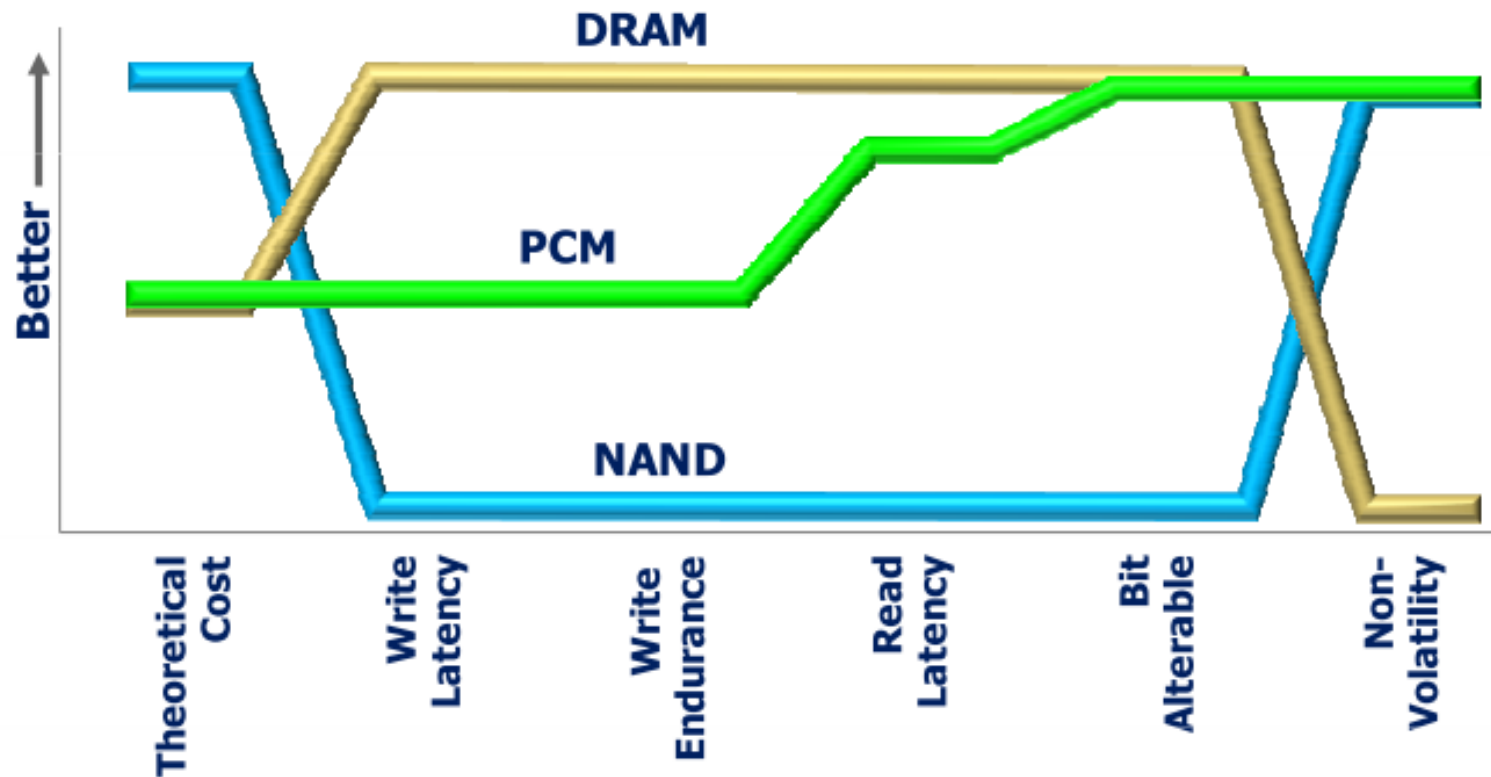 DRAM
Better
PCM
NAND
Theoretical
Cost
Write
Latency
Write
Endurance
Read
Latency
Bit
Alterable
Non-
Volatility